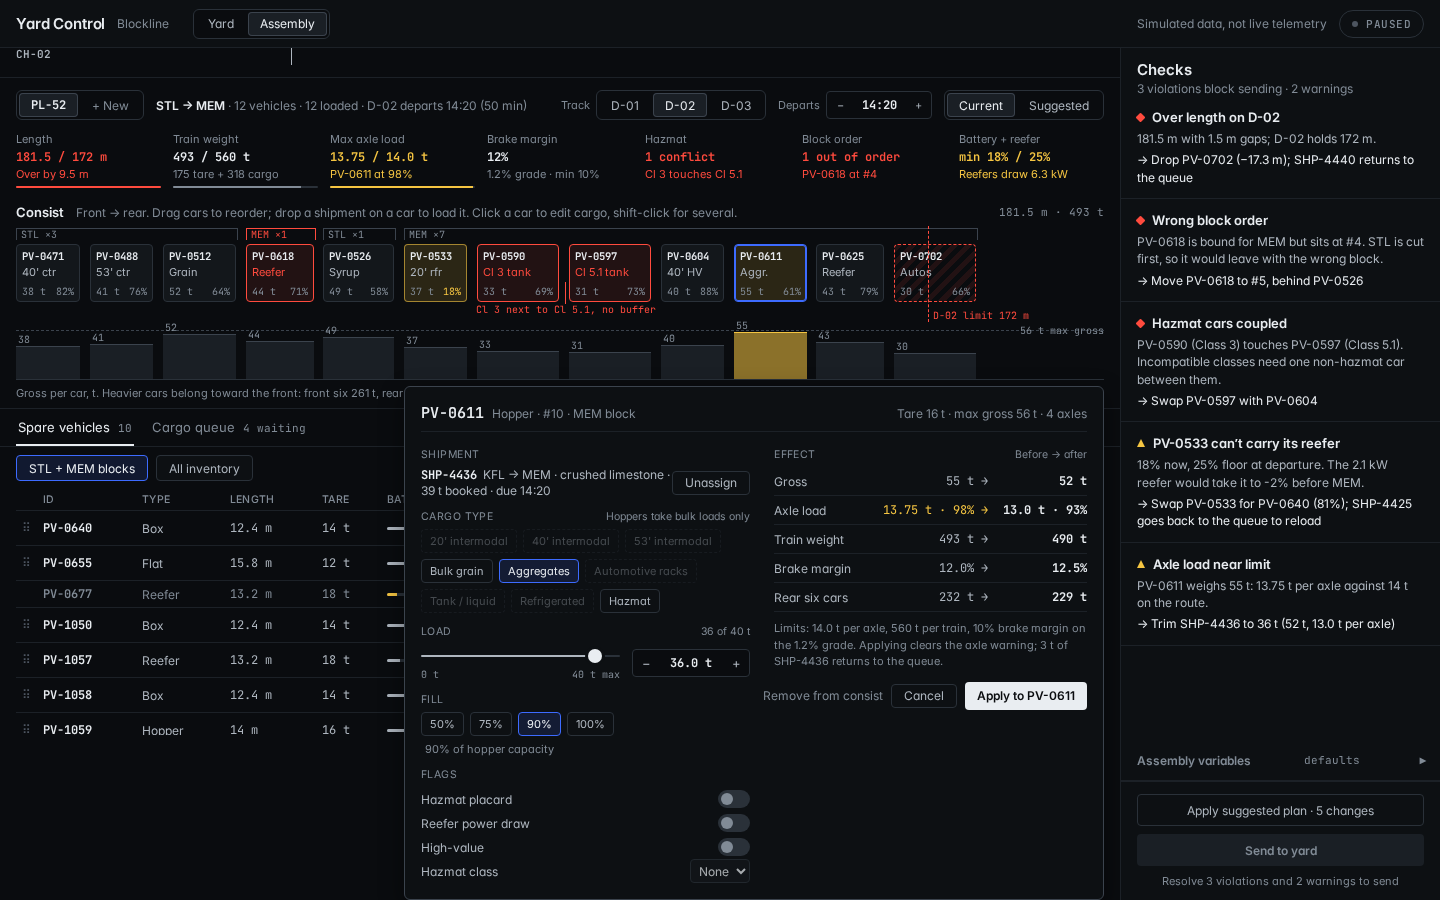 Yard Control Blockline Yard Assembly Simulated data, not live telemetry PAUSED
CH-02
PL-52 + New STL → MEM · 12 vehicles · 12 loaded · D-02 departs 14:20 (50 min) Track D-01 D-02 D-03 Departs − 14:20 + Current Suggested
Length Train weight Max axle load Brake margin Hazmat Block order Battery + reefer
181.5 / 172 m 493 / 560 t 13.75 / 14.0 t 12% 1 conflict 1 out of order min 18% / 25%
Over by 9.5 m 175 tare + 318 cargo PV-0611 at 98% 1.2% grade · min 10% Cl 3 touches Cl 5.1 PV-0618 at #4 Reefers draw 6.3 kW
Consist Front → rear. Drag cars to reorder; drop a shipment on a car to load it. Click a car to edit cargo, shift-click for several. 181.5 m · 493 t
STL ×3 MEM ×1 STL ×1 MEM ×7
PV-0471 PV-0488 PV-0512 PV-0618 PV-0526 PV-0533 PV-0590 PV-0597 PV-0604 PV-0611 PV-0625 PV-0702
40' ctr 53' ctr Grain Reefer Syrup 20' rfr Cl 3 tank Cl 5.1 tank 40' HV Aggr. Reefer Autos
38 t 82% 41 t 76% 52 t 64% 44 t 71% 49 t 58% 37 t 18% 33 t 69% 31 t 73% 40 t 88% 55 t 61% 43 t 79% 30 t 66%
Cl 3 next to Cl 5.1, no buffer D-02 limit 172 m
38 41 52 44 49 37 33 31 40 55 43 30 56 t max gross
Gross per car, t. Heavier cars belong toward the front: front six 261 t, rear
Spare vehicles 10 Cargo queue 4 waiting
STL + MEM blocks All inventory
ID TYPE LENGTH TARE BAT
PV-0640 Box 12.4 m 14 t
PV-0655 Flat 15.8 m 12 t
PV-0677 Reefer 13.2 m 18 t
PV-1050 Box 12.4 m 14 t
PV-1057 Reefer 13.2 m 18 t
PV-1058 Box 12.4 m 14 t
PV-1059 Hopper 14 m 16 t
PV-0611 Hopper · #10 · MEM block Tare 16 t · max gross 56 t · 4 axles
SHIPMENT
SHP-4436 KFL → MEM · crushed limestone ·
39 t booked · due 14:20
Unassign
CARGO TYPE Hoppers take bulk loads only
20' intermodal 40' intermodal 53' intermodal
Bulk grain Aggregates Automotive racks
Tank / liquid Refrigerated Hazmat
LOAD 36 of 40 t
− 36.0 t +
0 t 40 t max
FILL
50% 75% 90% 100%
90% of hopper capacity
FLAGS
Hazmat placard
Reefer power draw
High-value
Hazmat class None
EFFECT Before → after
Gross 55 t → 52 t
Axle load 13.75 t · 98% → 13.0 t · 93%
Train weight 493 t → 490 t
Brake margin 12.0% → 12.5%
Rear six cars 232 t → 229 t
Limits: 14.0 t per axle, 560 t per train, 10% brake margin on
the 1.2% grade. Applying clears the axle warning; 3 t of
SHP-4436 returns to the queue.
Remove from consist Cancel Apply to PV-0611
Checks
3 violations block sending · 2 warnings
Over length on D-02
181.5 m with 1.5 m gaps; D-02 holds 172 m.
→ Drop PV-0702 (−17.3 m); SHP-4440 returns to
the queue
Wrong block order
PV-0618 is bound for MEM but sits at #4. STL is cut
first, so it would leave with the wrong block.
→ Move PV-0618 to #5, behind PV-0526
Hazmat cars coupled
PV-0590 (Class 3) touches PV-0597 (Class 5.1).
Incompatible classes need one non-hazmat car
between them.
→ Swap PV-0597 with PV-0604
PV-0533 can't carry its reefer
18% now, 25% floor at departure. The 2.1 kW
reefer would take it to -2% before MEM.
→ Swap PV-0533 for PV-0640 (81%); SHP-4425
goes back to the queue to reload
Axle load near limit
PV-0611 weighs 55 t: 13.75 t per axle against 14 t
on the route.
→ Trim SHP-4436 to 36 t (52 t, 13.0 t per axle)
Assembly variables defaults
Apply suggested plan · 5 changes
Send to yard
Resolve 3 violations and 2 warnings to send